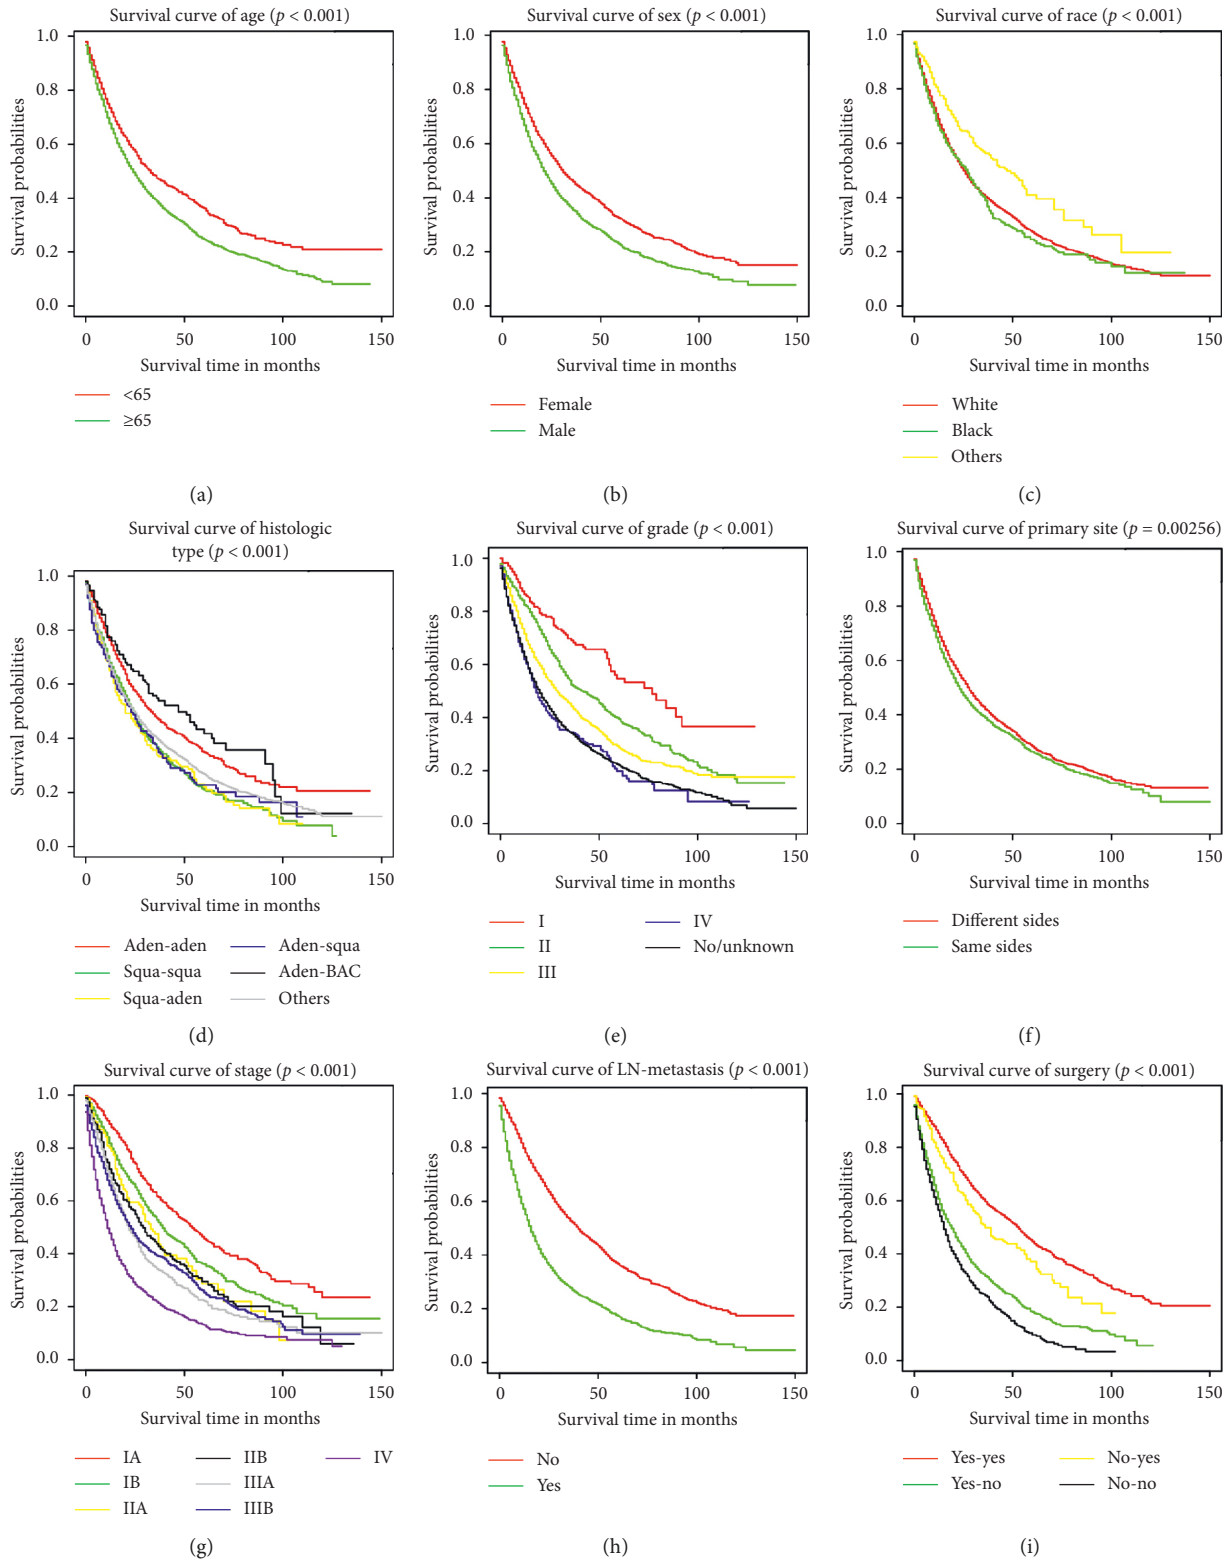 Survival curve of age (p < 0.001)
1.0
0.8
0.6
0.4
0.2
0.0
Survival probabilities
0 50 100 150
Survival time in months
<65
≥65
(a)
Survival curve of sex (p < 0.001)
1.0
0.8
0.6
0.4
0.2
0.0
Survival probabilities
0 50 100 150
Survival time in months
Female
Male
(b)
Survival curve of race (p < 0.001)
1.0
0.8
0.6
0.4
0.2
0.0
Survival probabilities
0 50 100 150
Survival time in months
White
Black
Others
(c)
Survival curve of histologic
type (p < 0.001)
1.0
0.8
0.6
0.4
0.2
0.0
Survival probabilities
0 50 100 150
Survival time in months
Aden-aden Aden-squa
Squa-squa Aden-BAC
Squa-aden Others
(d)
Survival curve of grade (p < 0.001)
1.0
0.8
0.6
0.4
0.2
0.0
Survival probabilities
0 50 100 150
Survival time in months
I IV
II No/unknown
III
(e)
Survival curve of primary site (p = 0.00256)
1.0
0.8
0.6
0.4
0.2
0.0
Survival probabilities
0 50 100 150
Survival time in months
Different sides
Same sides
(f)
Survival curve of stage (p < 0.001)
1.0
0.8
0.6
0.4
0.2
0.0
Survival probabilities
0 50 100 150
Survival time in months
IA IIB IV
IB IIIA
IIA IIIB
(g)
Survival curve of LN-metastasis (p < 0.001)
1.0
0.8
0.6
0.4
0.2
0.0
Survival probabilities
0 50 100 150
Survival time in months
No
Yes
(h)
Survival curve of surgery (p < 0.001)
1.0
0.8
0.6
0.4
0.2
0.0
Survival probabilities
0 50 100 150
Survival time in months
Yes-yes No-yes
Yes-no No-no
(i)